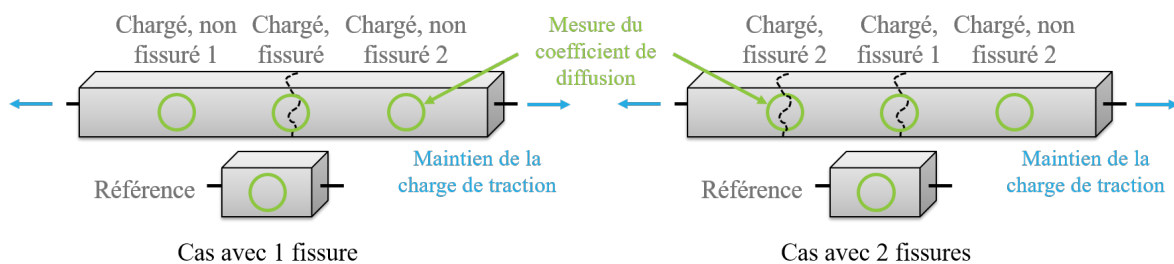 Chargé, non
fissuré 1
Chargé,
fissuré
Chargé, non
fissuré 2
Mesure du
coefficient de
diffusion
Chargé,
fissuré 2
Chargé,
fissuré 1
Chargé, non
fissuré 2
Maintien de la
charge de traction
Référence
Maintien de la
charge de traction
Référence
Cas avec 1 fissure
Cas avec 2 fissures